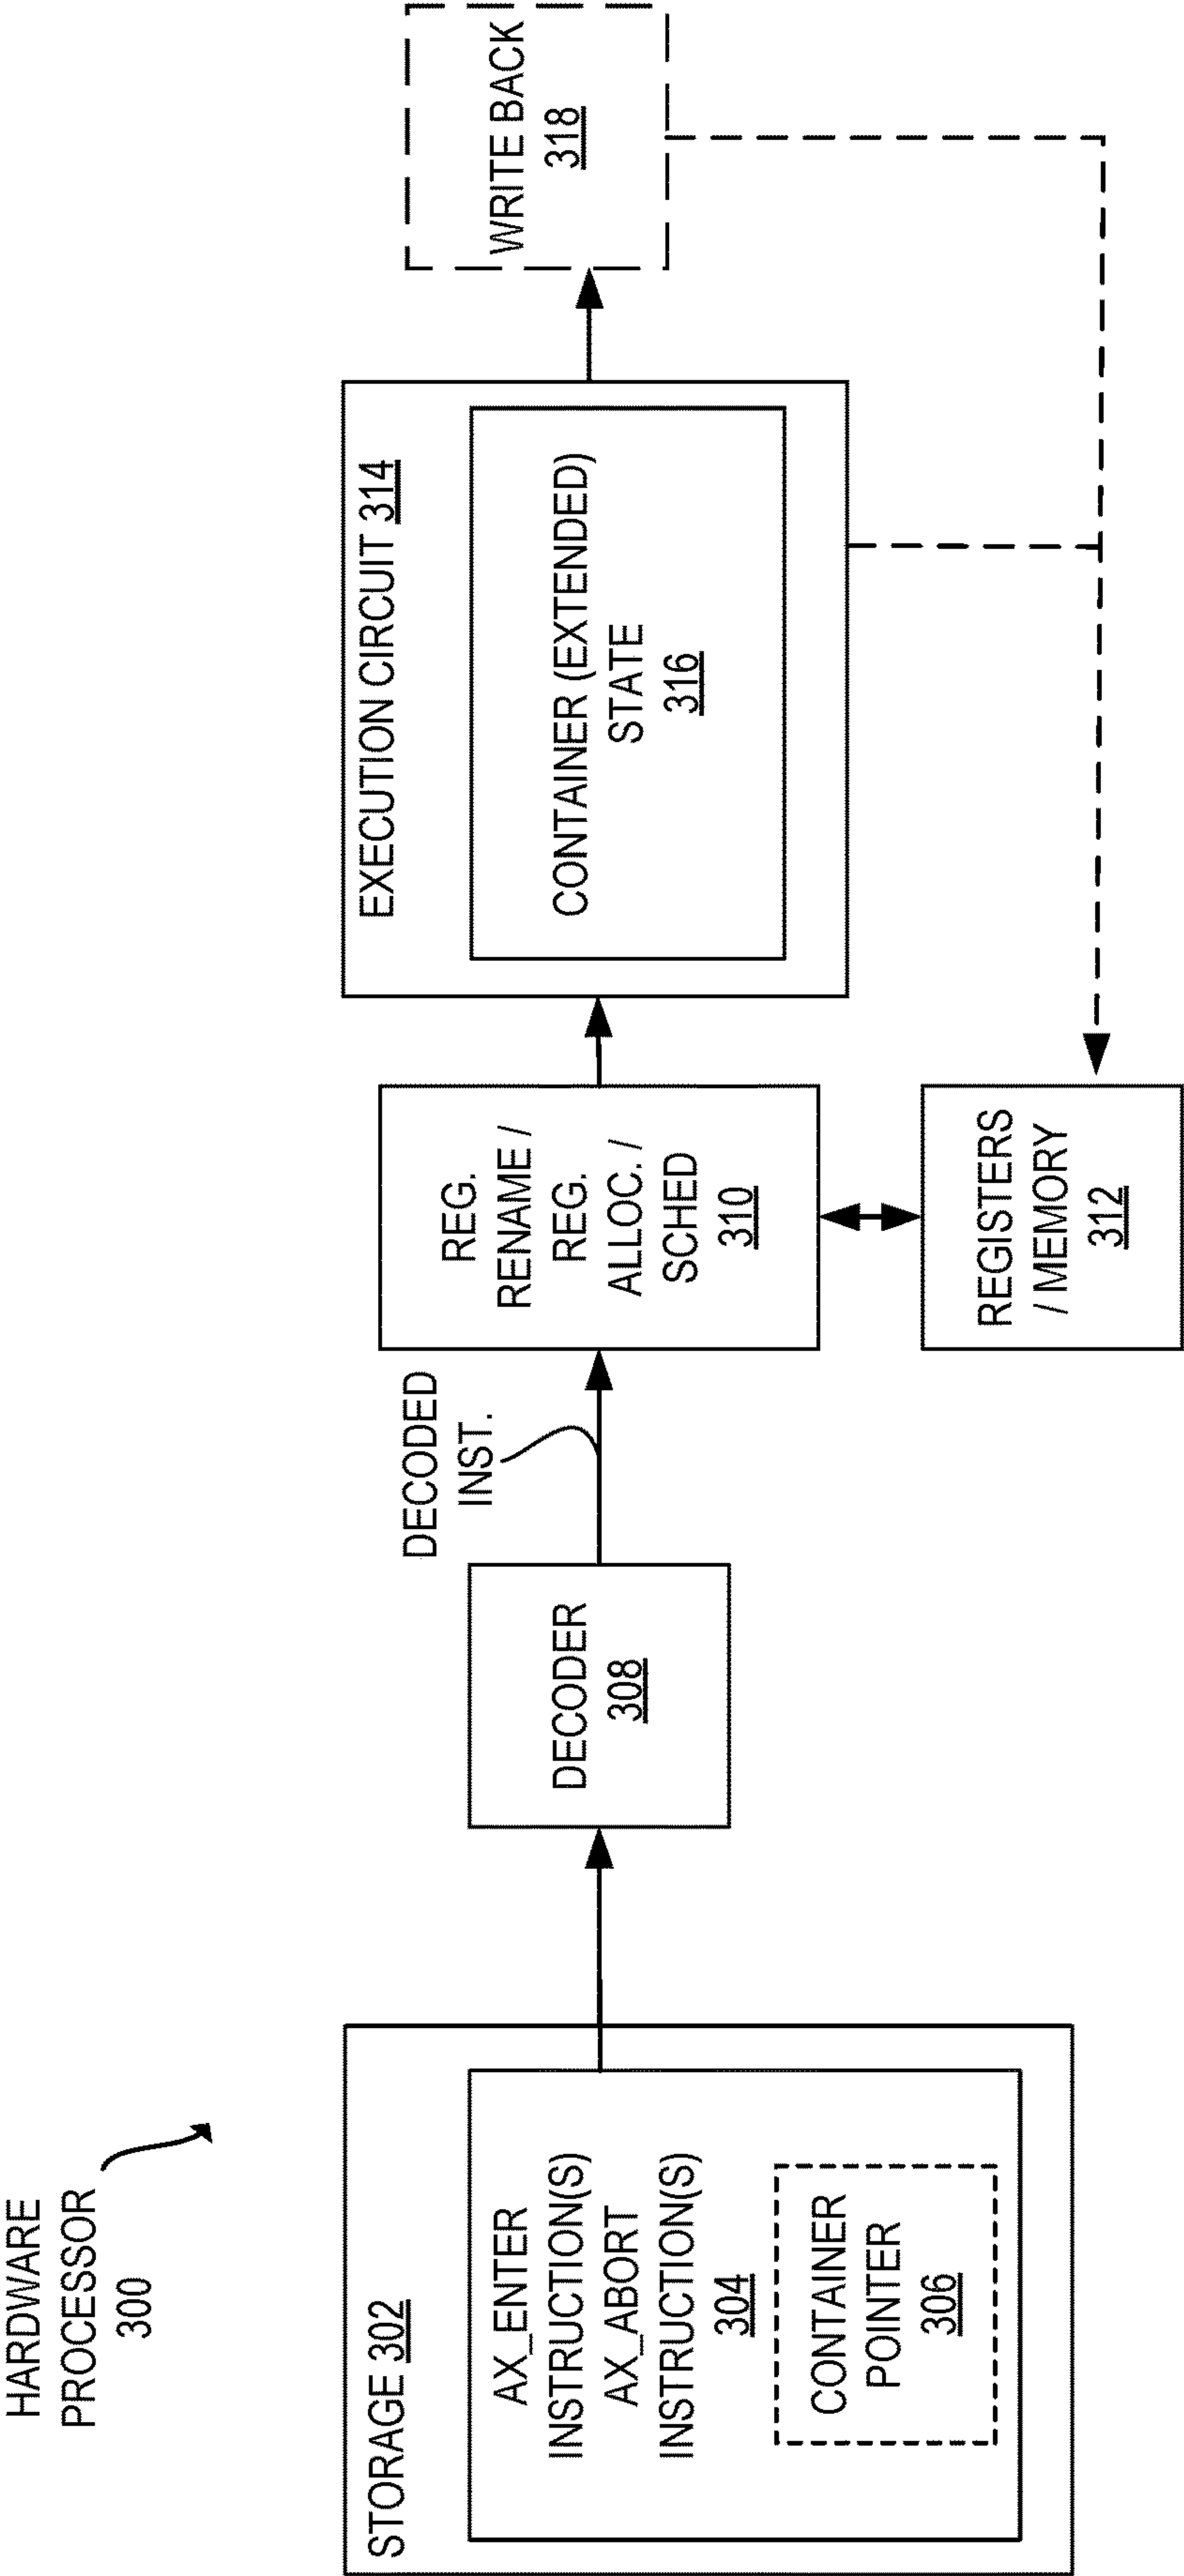 HARDWARE
PROCESSOR
300
STORAGE 302
AX_ENTER
INSTRUCTION(S)
AX_ABORT
INSTRUCTION(S)
304
CONTAINER
POINTER
306
DECODER
308
DECODED
INST.
REG.
RENAME /
REG.
ALLOC. /
SCHED
310
REGISTERS
/ MEMORY
312
EXECUTION CIRCUIT 314
CONTAINER (EXTENDED)
STATE
316
WRITE BACK
318